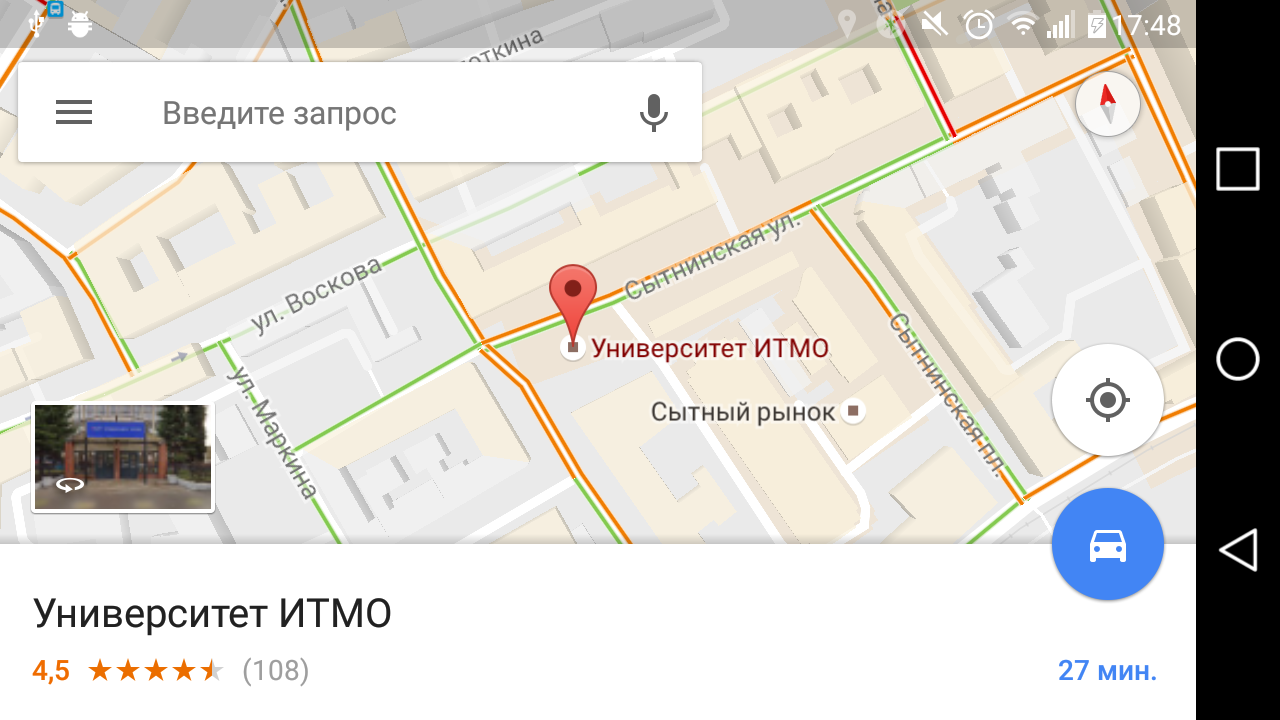 17:48
Введите запрос
Сытнинская ул.
ул. Воскова
Университет ИТМО
Сытнинская пл.
ул. Маркина
Сытный рынок
Университет ИТМО
4,5 (108)
27 мин.